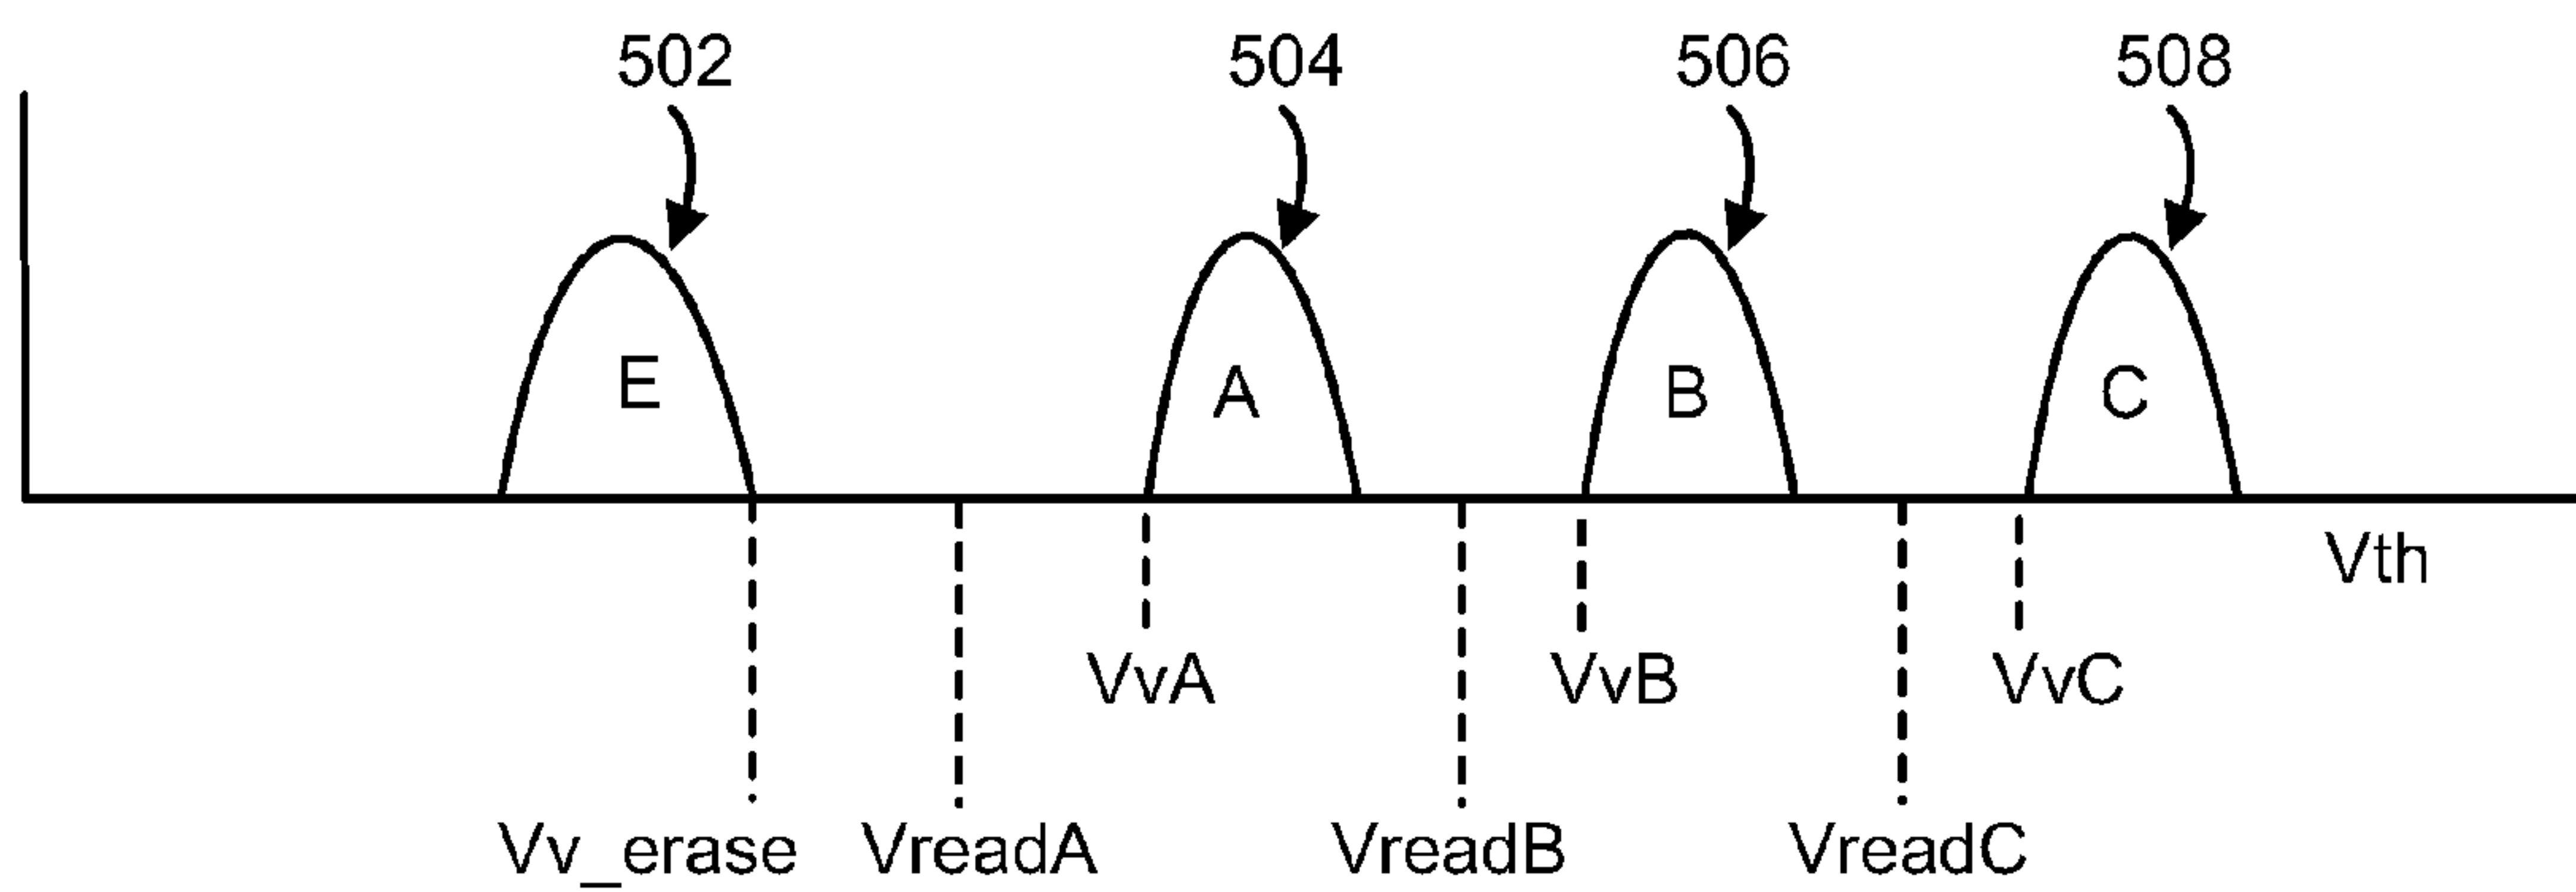 502 504 506 508
E A B C
Vth
VvA VvB VvC
Vv_erase VreadA VreadB VreadC